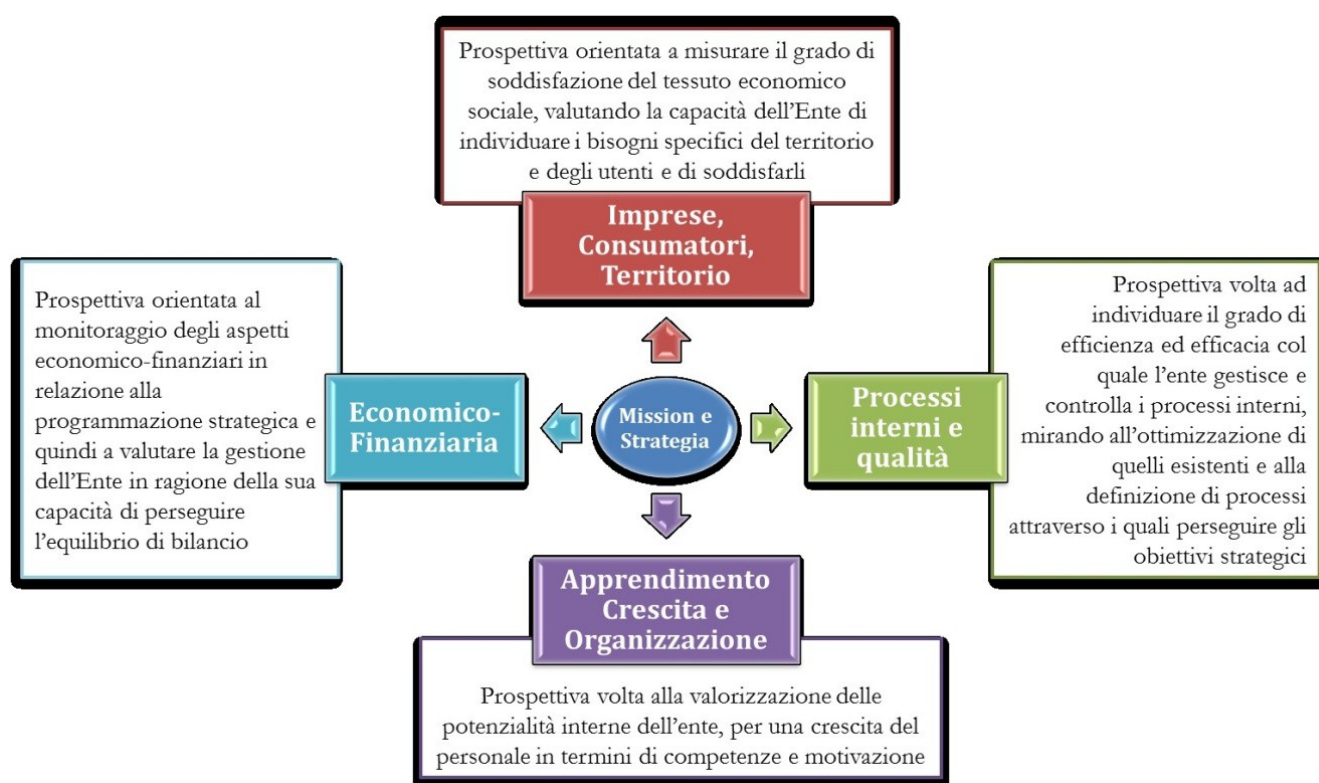 Prospettiva orientata a misurare il grado di
soddisfazione del tessuto economico
sociale, valutando la capacità dell'Ente di
individuare i bisogni specifici del territorio
e degli utenti e di soddisfarli
Imprese,
Consumatori,
Territorio
Prospettiva orientata al
monitoraggio degli aspetti
economico-finanziari in
relazione alla
programmazione strategica e
quindi a valutare la gestione
dell'Ente in ragione della sua
capacità di perseguire
l'equilibrio di bilancio
Economico-
Finanziaria
Mission e
Strategia
Processi
interni e
qualità
Prospettiva volta ad
individuare il grado di
efficienza ed efficacia col
quale l'ente gestisce e
controlla i processi interni,
mirando all'ottimizzazione di
quelli esistenti e alla
definizione di processi
attraverso i quali perseguire gli
obiettivi strategici
Apprendimento
Crescita e
Organizzazione
Prospettiva volta alla valorizzazione delle
potenzialità interne dell'ente, per una crescita del
personale in termini di competenze e motivazione